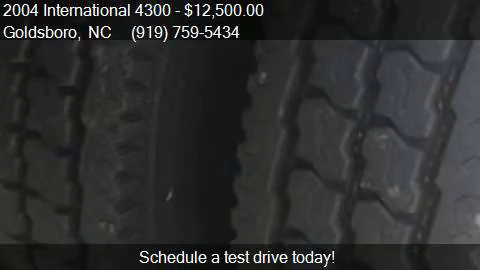 2004 International 4300 - $12,500.00
Goldsboro, NC (919) 759-5434
Schedule a test drive today!